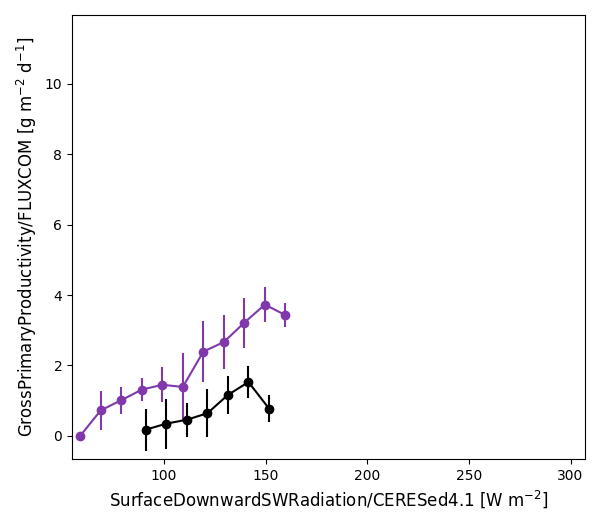 10
8
6
4
2
0
GrossPrimaryProductivity/FLUXCOM [g m⁻² d⁻¹]
100 150 200 250 300
SurfaceDownwardSWRadiation/CERESed4.1 [W m⁻²]